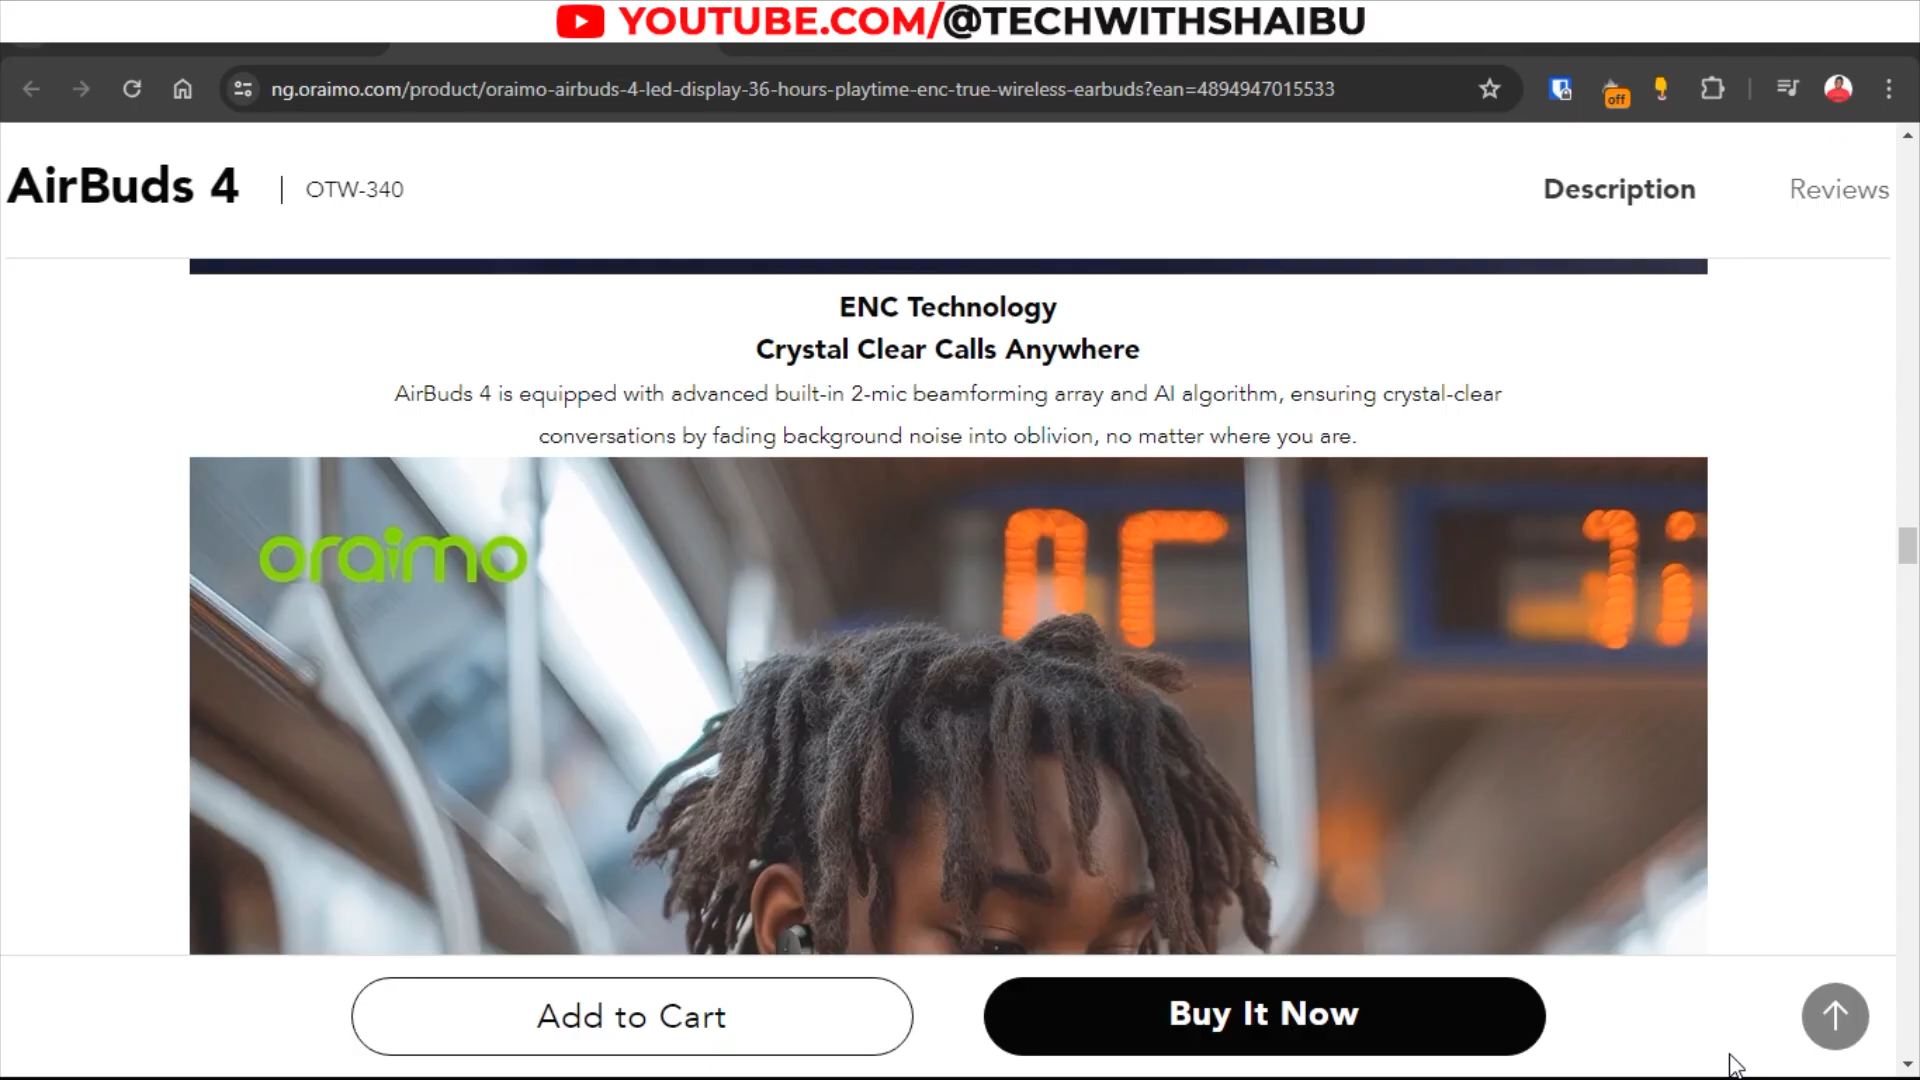 YOUTUBE.COM/@TECHWITHSHAIBU
ng.oraimo.com/product/oraimo-airbuds-4-led-display-36-hours-playtime-enc-true-wireless-earbuds?ean=4894947015533
off
AirBuds 4 | OTW-340
Description
Reviews
ENC Technology
Crystal Clear Calls Anywhere
AirBuds 4 is equipped with advanced built-in 2-mic beamforming array and AI algorithm, ensuring crystal-clear
conversations by fading background noise into oblivion, no matter where you are.
oraimo
Add to Cart
Buy It Now